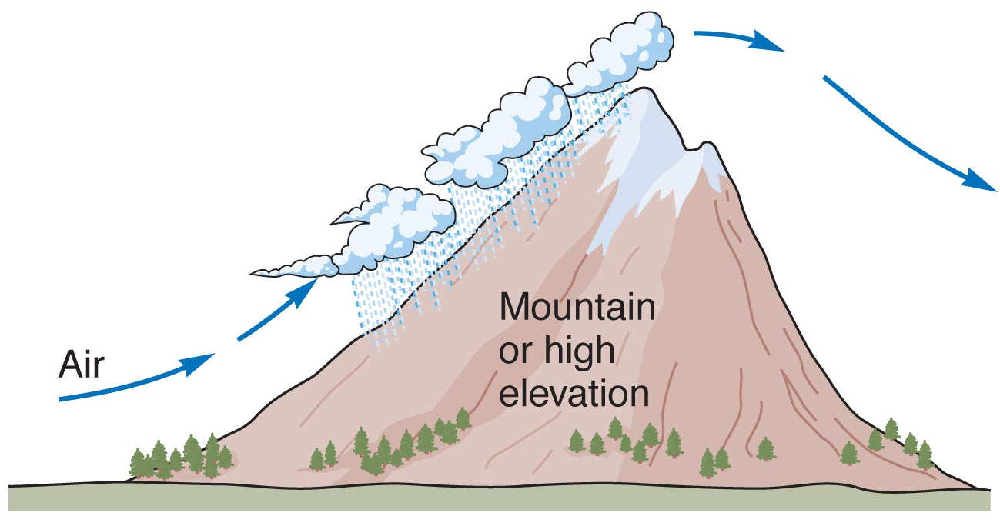 Air
Mountain
or high
elevation